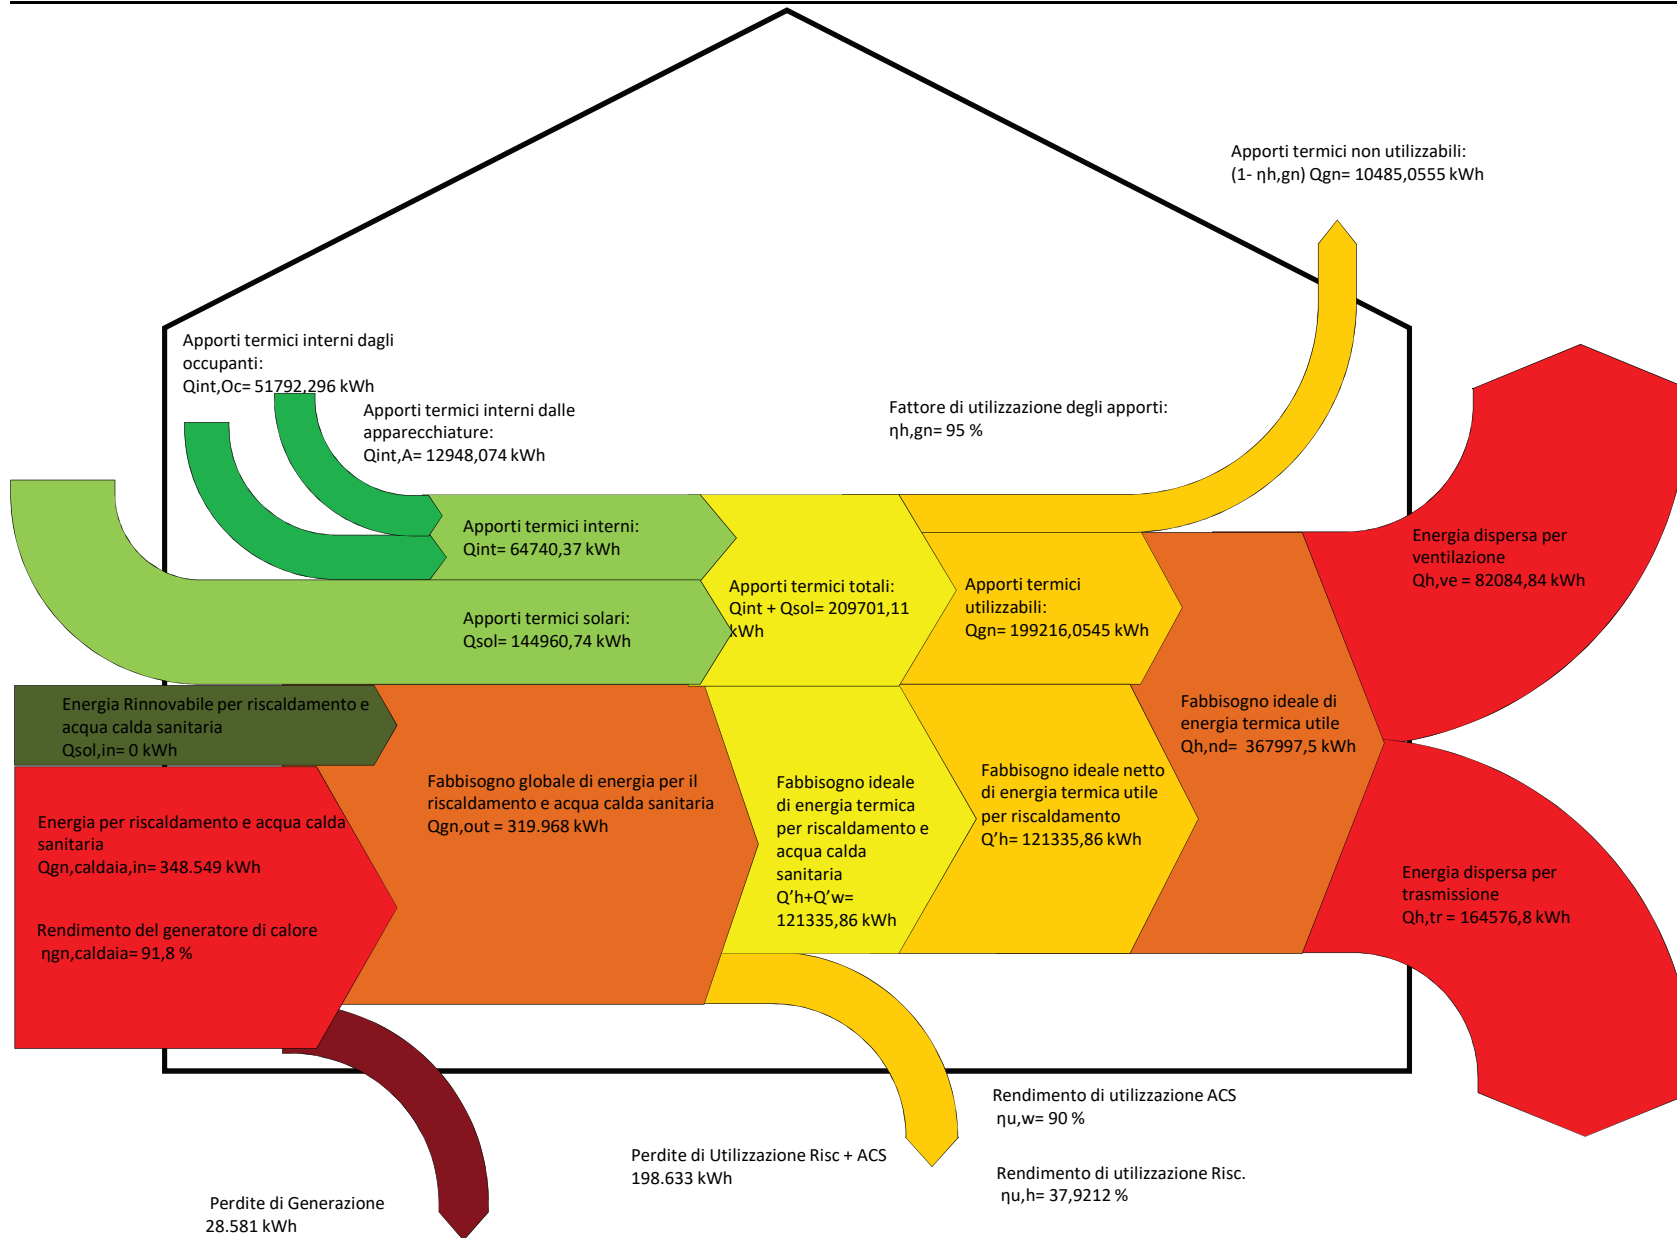 Apporti termici non utilizzabili:
(1- ηh,gn) Qgn= 10485,0555 kWh
Apporti termici interni dagli
occupanti:
Qint,Oc= 51792,296 kWh
Apporti termici interni dalle
apparecchiature:
Qint,A= 12948,074 kWh
Fattore di utilizzazione degli apporti:
ηh,gn= 95 %
Apporti termici interni:
Qint= 64740,37 kWh
Apporti termici solari:
Qsol= 144960,74 kWh
Apporti termici totali:
Qint + Qsol= 209701,11
kWh
Apporti termici
utilizzabili:
Qgn= 199216,0545 kWh
Energia dispersa per
ventilazione
Qh,ve = 82084,84 kWh
Energia Rinnovabile per riscaldamento e
acqua calda sanitaria
Qsol,in= 0 kWh
Energia per riscaldamento e acqua calda
sanitaria
Qgn,caldaia,in= 348.549 kWh
Rendimento del generatore di calore
ηgn,caldaia= 91,8 %
Fabbisogno globale di energia per il
riscaldamento e acqua calda sanitaria
Qgn,out = 319.968 kWh
Fabbisogno ideale
di energia termica
per riscaldamento e
acqua calda
sanitaria
Q’h+Q’w=
121335,86 kWh
Fabbisogno ideale netto
di energia termica utile
per riscaldamento
Q’h= 121335,86 kWh
Fabbisogno ideale di
energia termica utile
Qh,nd= 367997,5 kWh
Energia dispersa per
trasmissione
Qh,tr = 164576,8 kWh
Rendimento di utilizzazione ACS
ηu,w= 90 %
Rendimento di utilizzazione Risc.
ηu,h= 37,9212 %
Perdite di Utilizzazione Risc + ACS
198.633 kWh
Perdite di Generazione
28.581 kWh